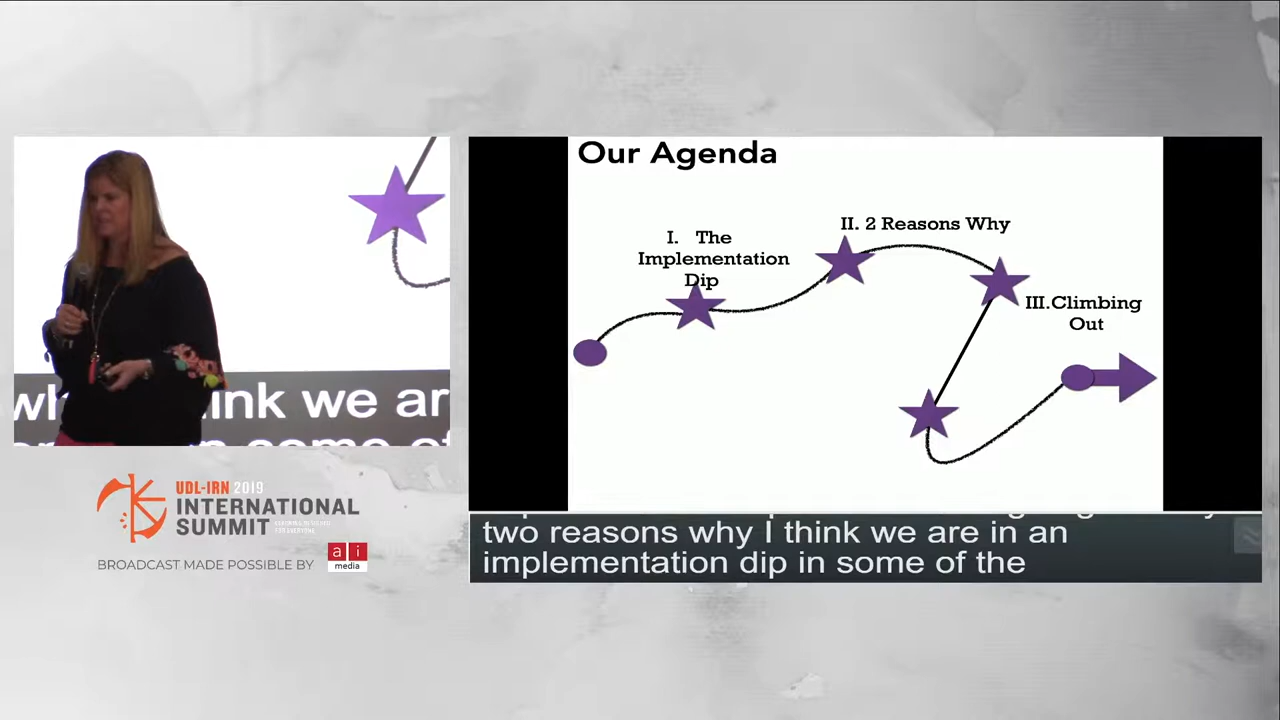 Our Agenda
I. The
Implementation
Dip
II. 2 Reasons Why
III.Climbing
Out
ink we ar
UDL-IRN 2019
INTERNATIONAL
SUMMIT
BROADCAST MADE POSSIBLE BY
a i
media
two reasons why I think we are in an
implementation dip in some of the